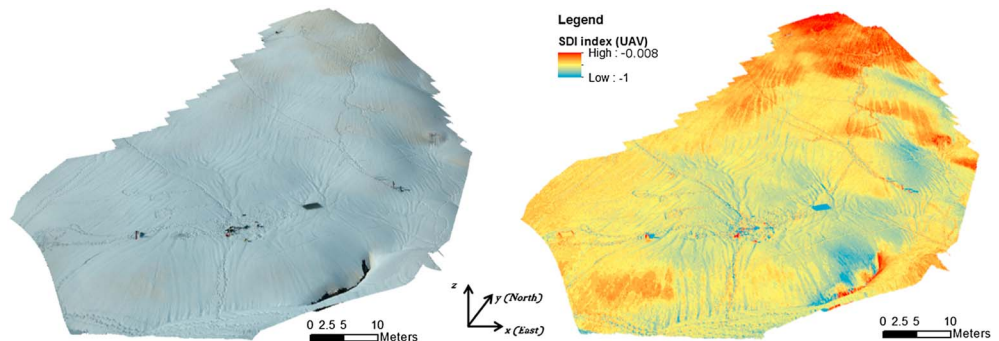 Legend
SDI index (UAV)
High : -0.008
Low : -1
z
y (North)
x (East)
0 2.5 5 10
Meters
0 2.5 5 10
Meters